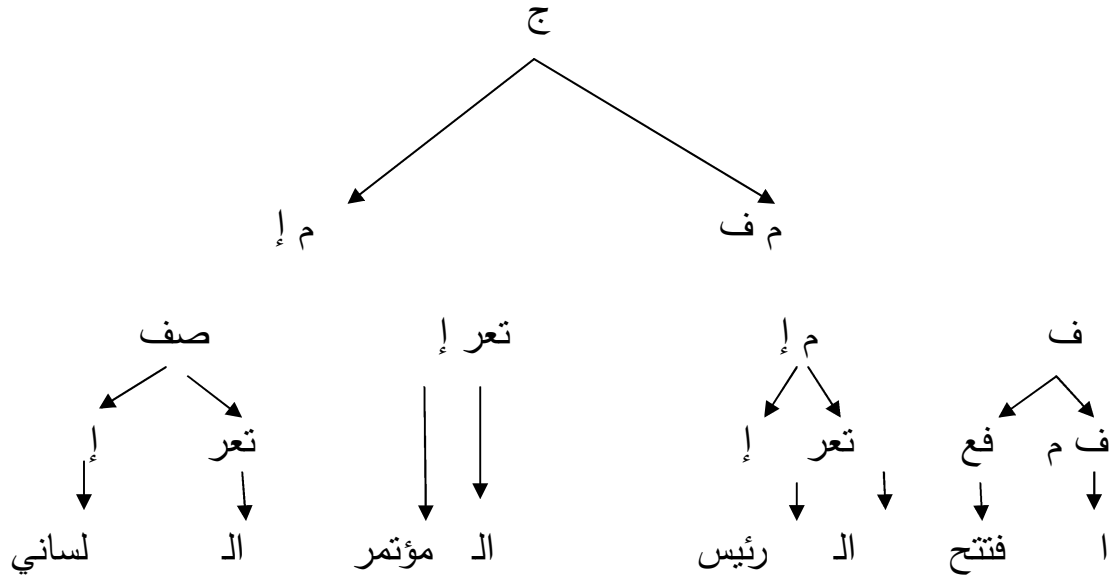 ج
م ف م إ
ف م إ تعر إ صف
ف م فع تعر إ تعر إ
ا فتتح الـ رئيس الـ مؤتمر الـ لساني